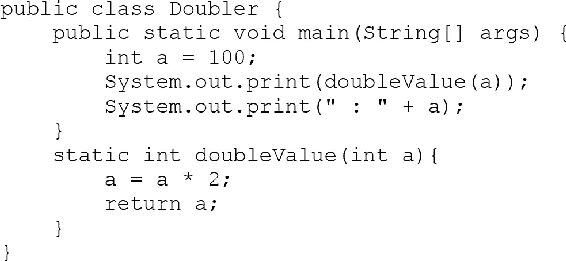 public class Doubler {
    public static void main(String[] args) {
        int a = 100;
        System.out.print(doubleValue(a));
        System.out.print(" : " + a);
    }
    static int doubleValue(int a){
        a = a * 2;
        return a;
    }
}